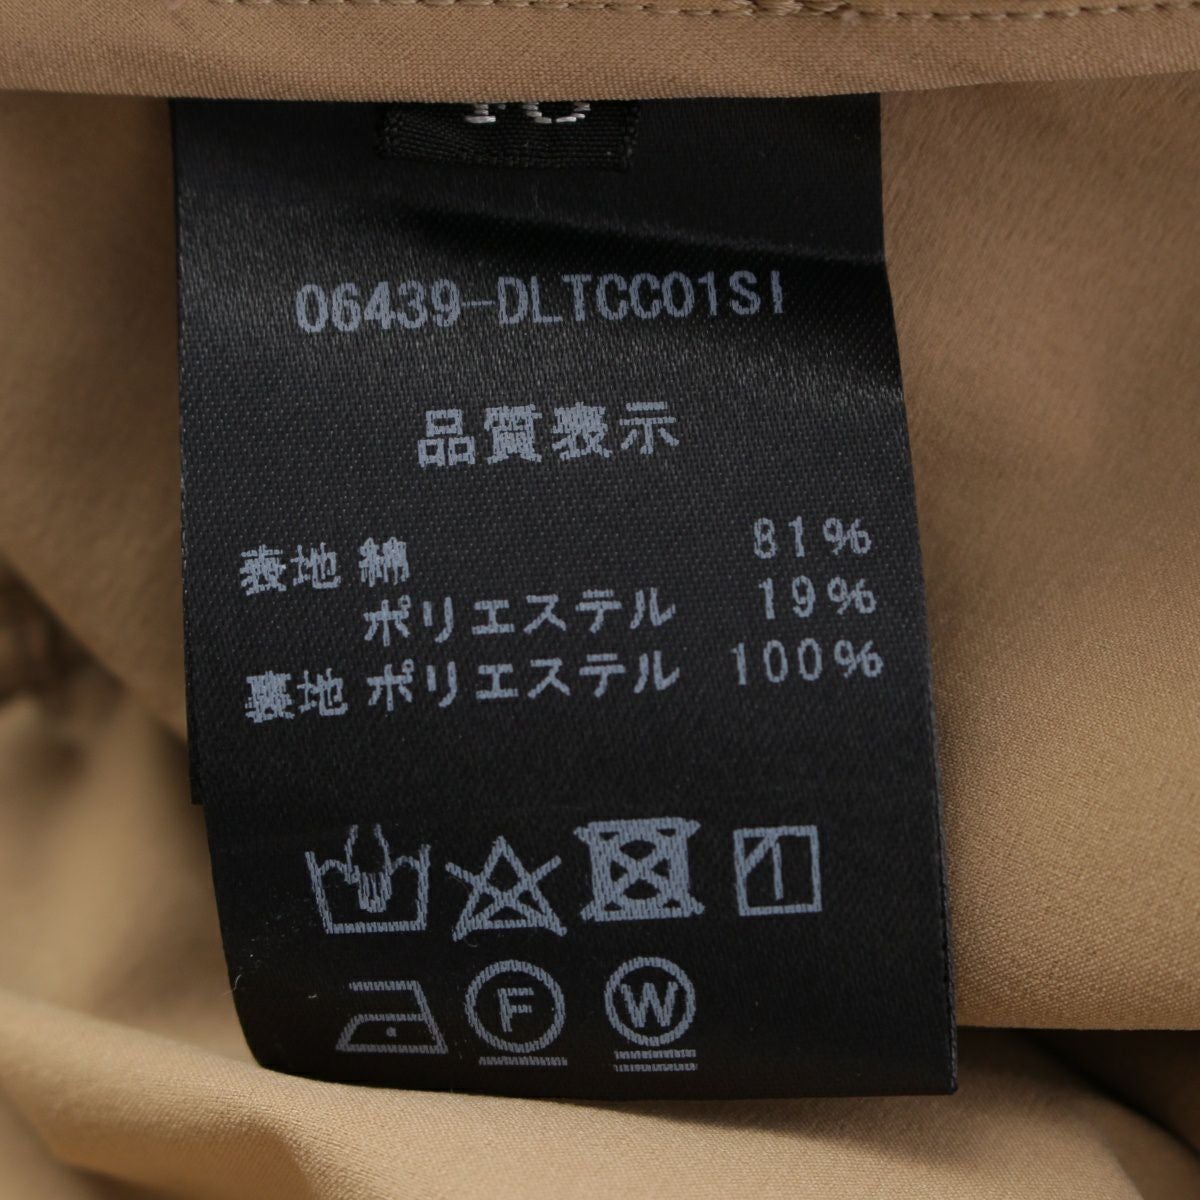 06439-DLTCC01SI
品質表示
表地 綿 81%
ポリエステル 19%
裏地 ポリエステル 100%
F W